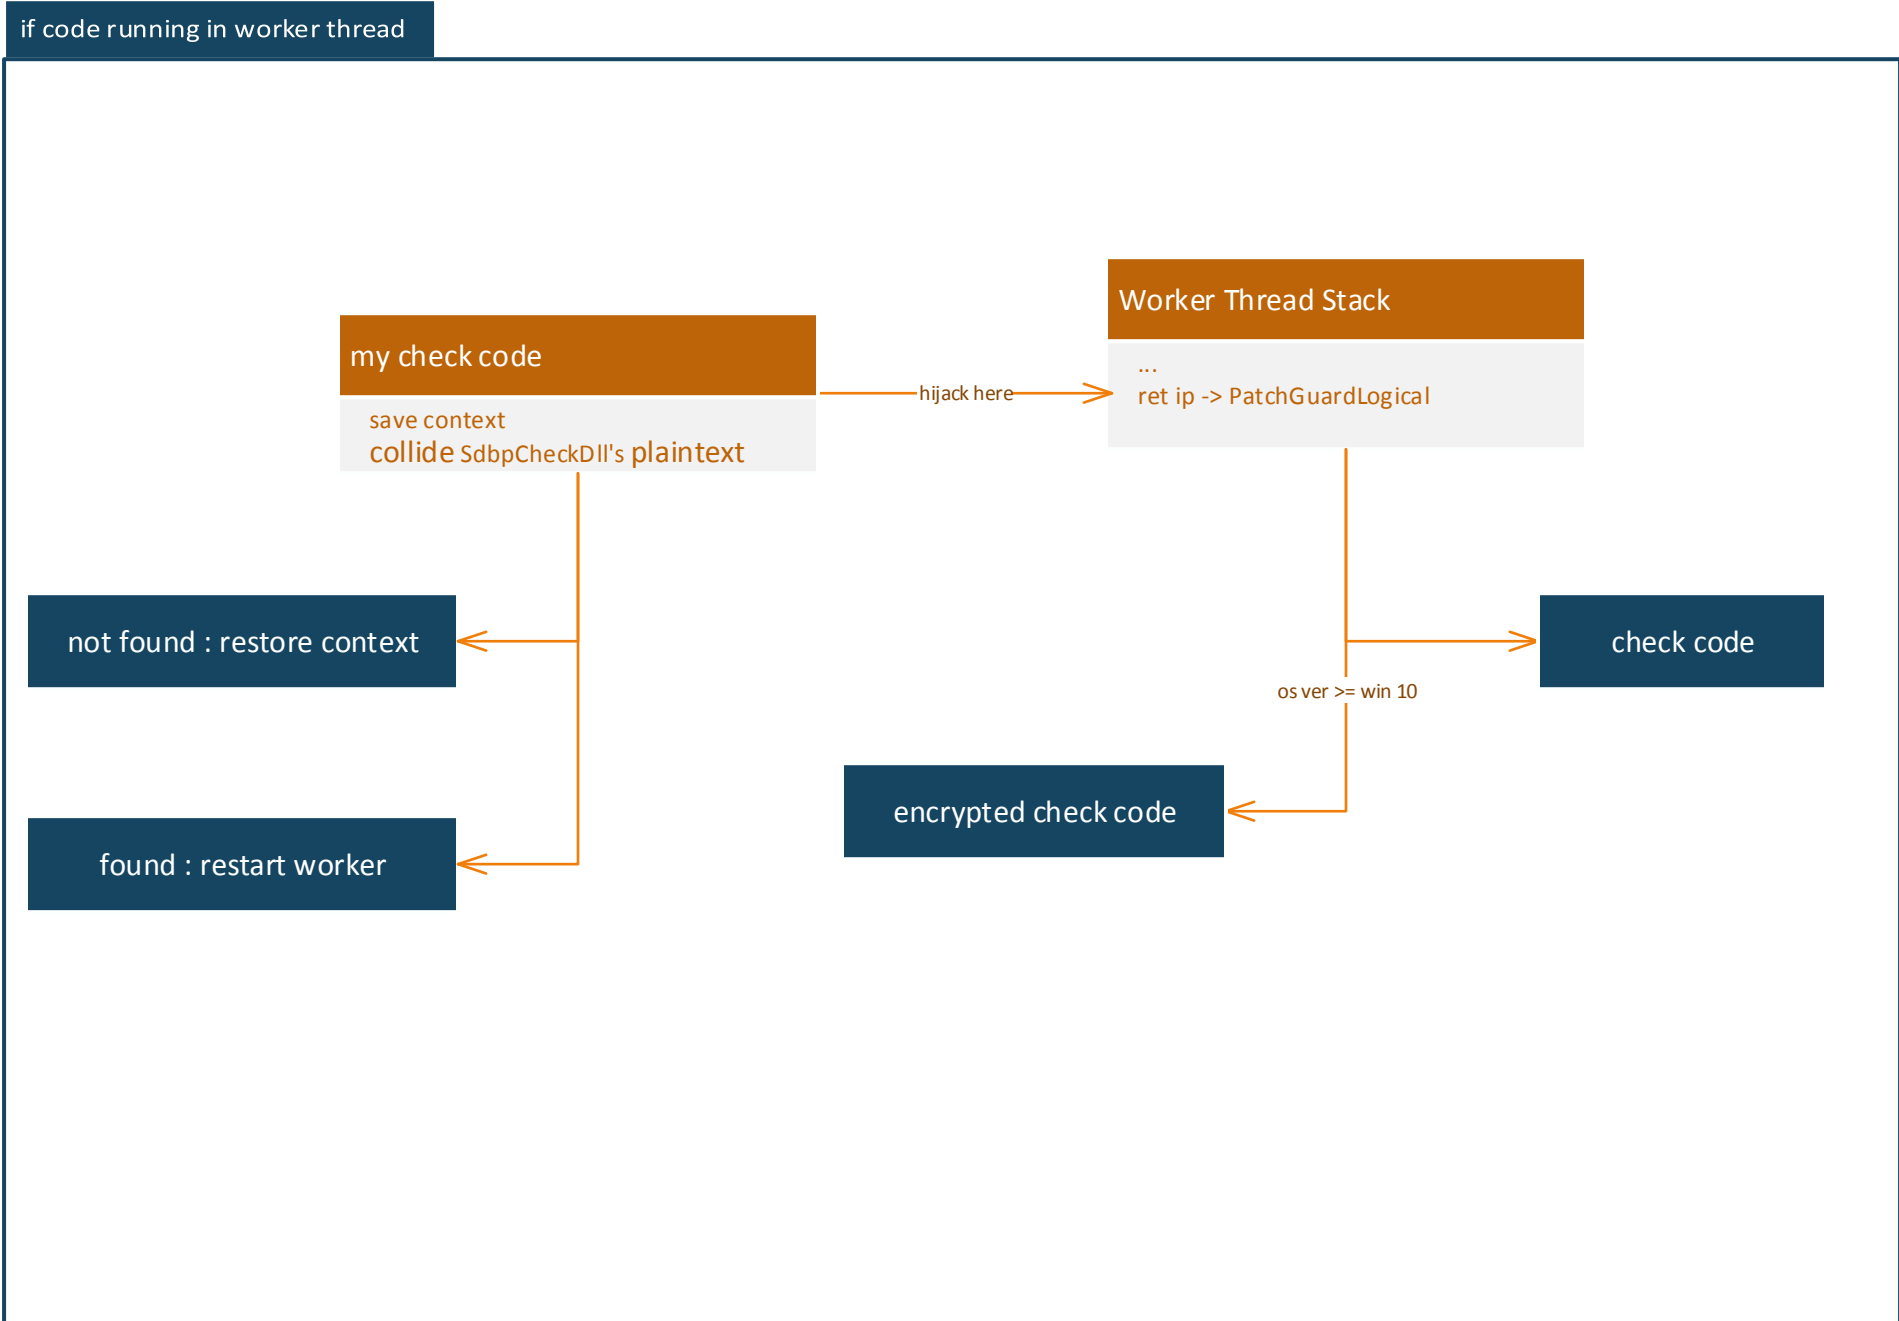 if code running in worker thread
Worker Thread Stack
...
ret ip -> PatchGuardLogical
my check code
save context
collide SdbpCheckDll's plaintext
hijack here
not found : restore context
check code
os ver >= win 10
encrypted check code
found : restart worker